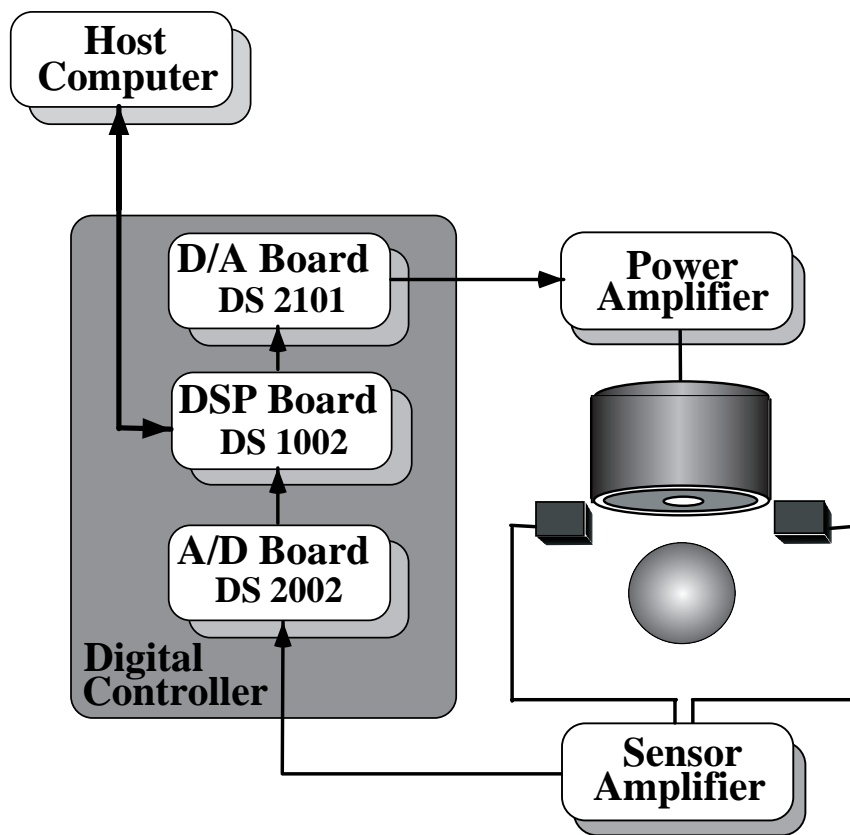 Host
Computer
D/A Board
DS 2101
Power
Amplifier
DSP Board
DS 1002
A/D Board
DS 2002
Digital
Controller
Sensor
Amplifier